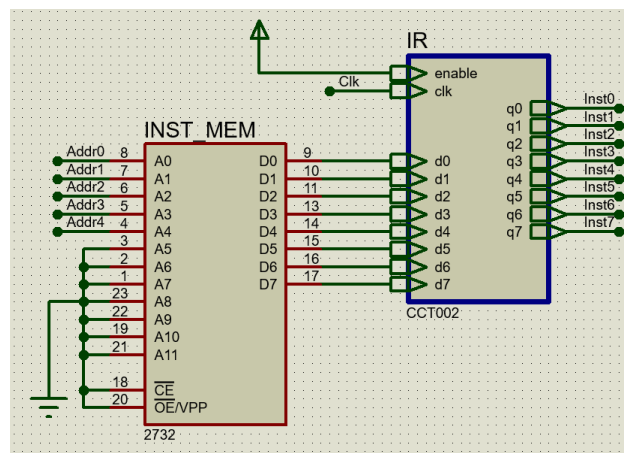 IR
enable
Clk
clk
INST_MEM
q0 Inst0
q1 Inst1
q2 Inst2
q3 Inst3
q4 Inst4
q5 Inst5
q6 Inst6
q7 Inst7
Addr0 8 A0 D0 9 d0
Addr1 7 A1 D1 10 d1
Addr2 6 A2 D2 11 d2
Addr3 5 A3 D3 13 d3
Addr4 4 A4 D4 14 d4
3 A5 D5 15 d5
2 A6 D6 16 d6
1 A7 D7 17 d7
23 A8
22 A9
19 A10
21 A11
CCT002
18 CE
20 OE/VPP
2732